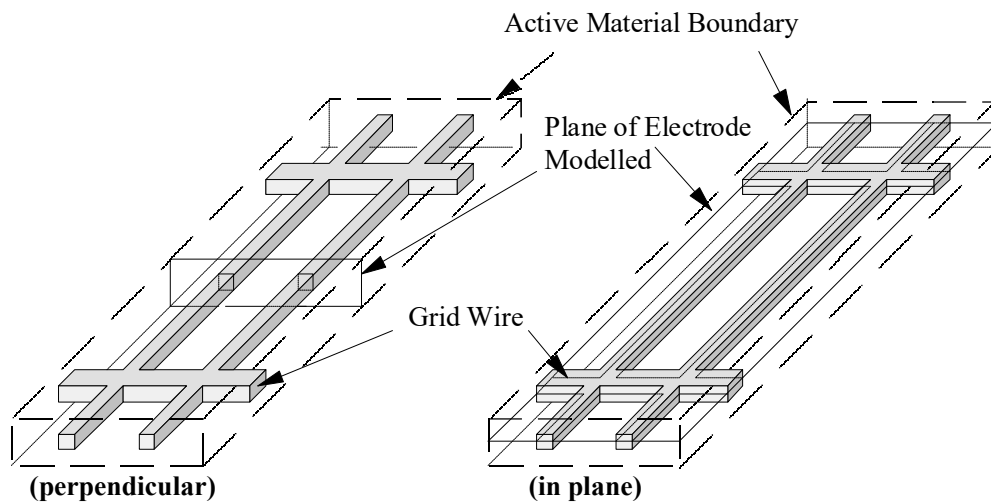 Active Material Boundary
Plane of Electrode
Modelled
Grid Wire
(perpendicular)
(in plane)